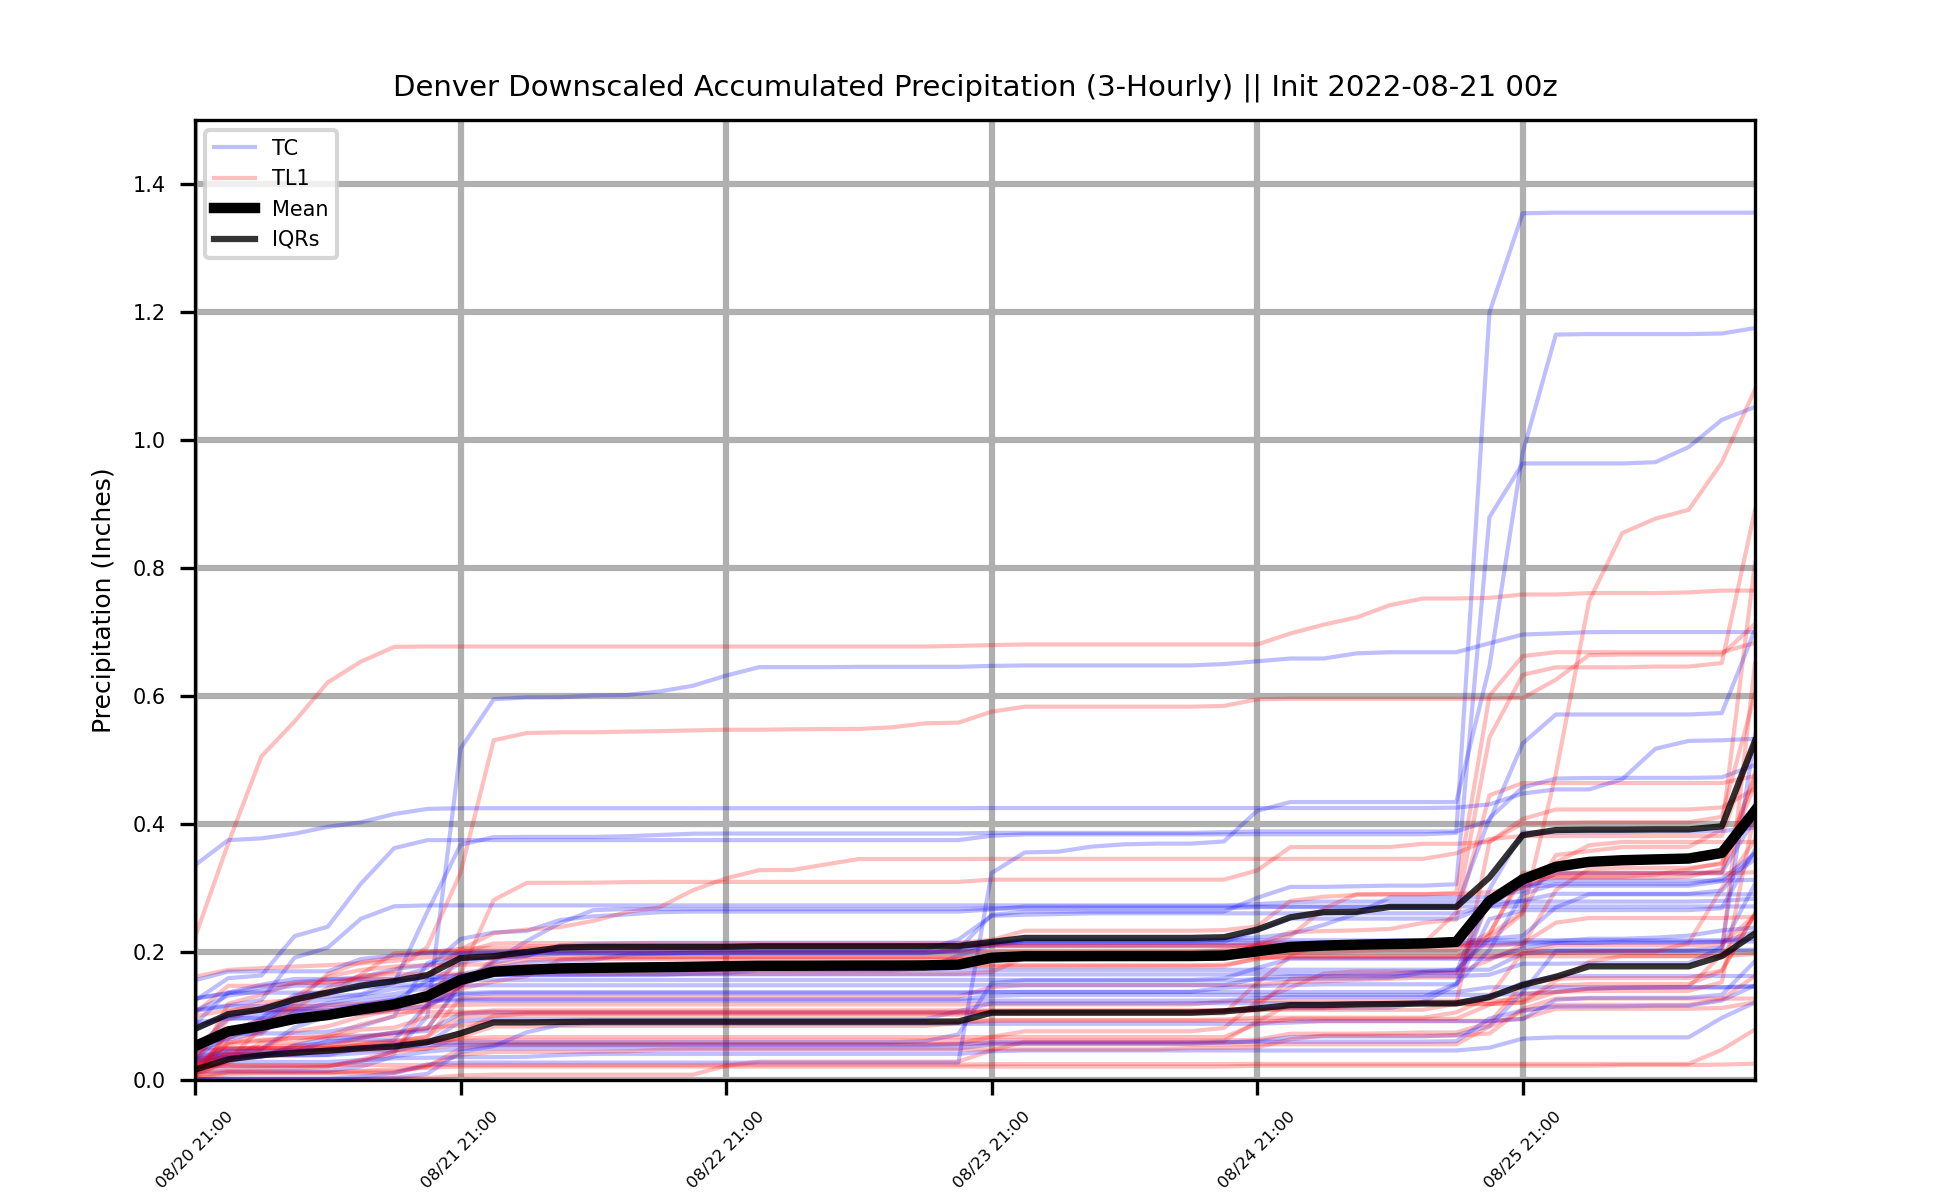 Denver Downscaled Accumulated Precipitation (3-Hourly) || Init 2022-08-21 00z
TC
TL1
Mean
IQRs
Precipitation (Inches)
1.4
1.2
1.0
0.8
0.6
0.4
0.2
0.0
08/20 21:00
08/21 21:00
08/22 21:00
08/23 21:00
08/24 21:00
08/25 21:00